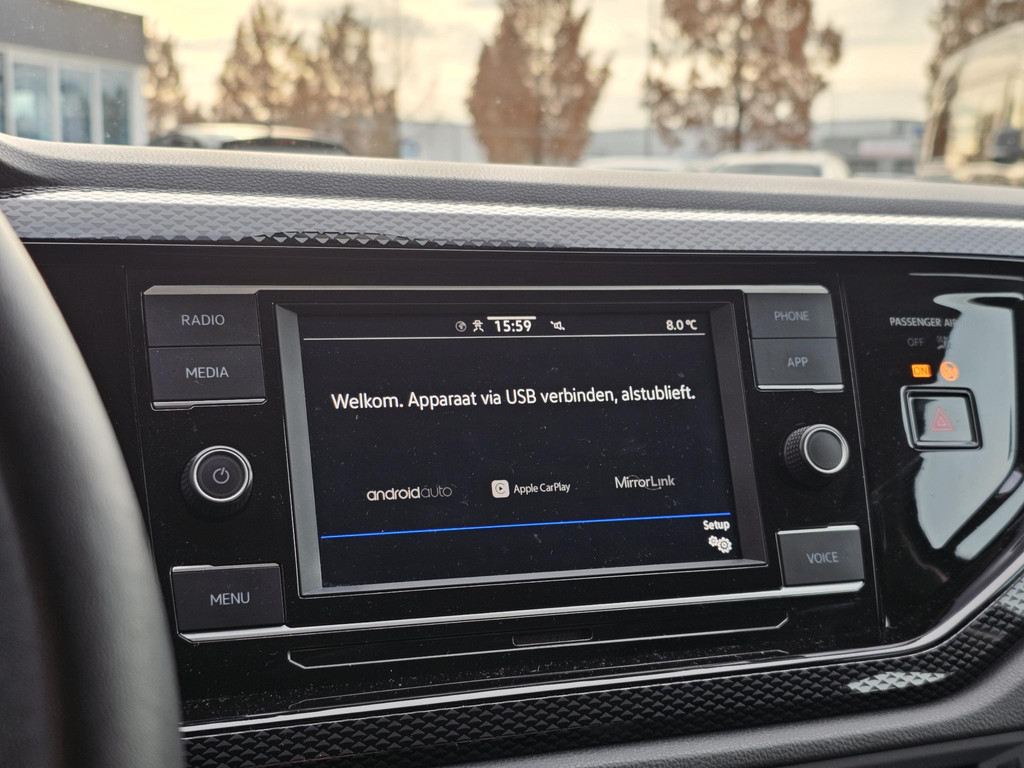 RADIO
MEDIA
15:59
8.0°C
Welkom. Apparaat via USB verbinden, alstublieft.
androidauto
Apple CarPlay
MirrorLink
Setup
PHONE
APP
PASSENGER AIR
OFF
ON
MENU
VOICE